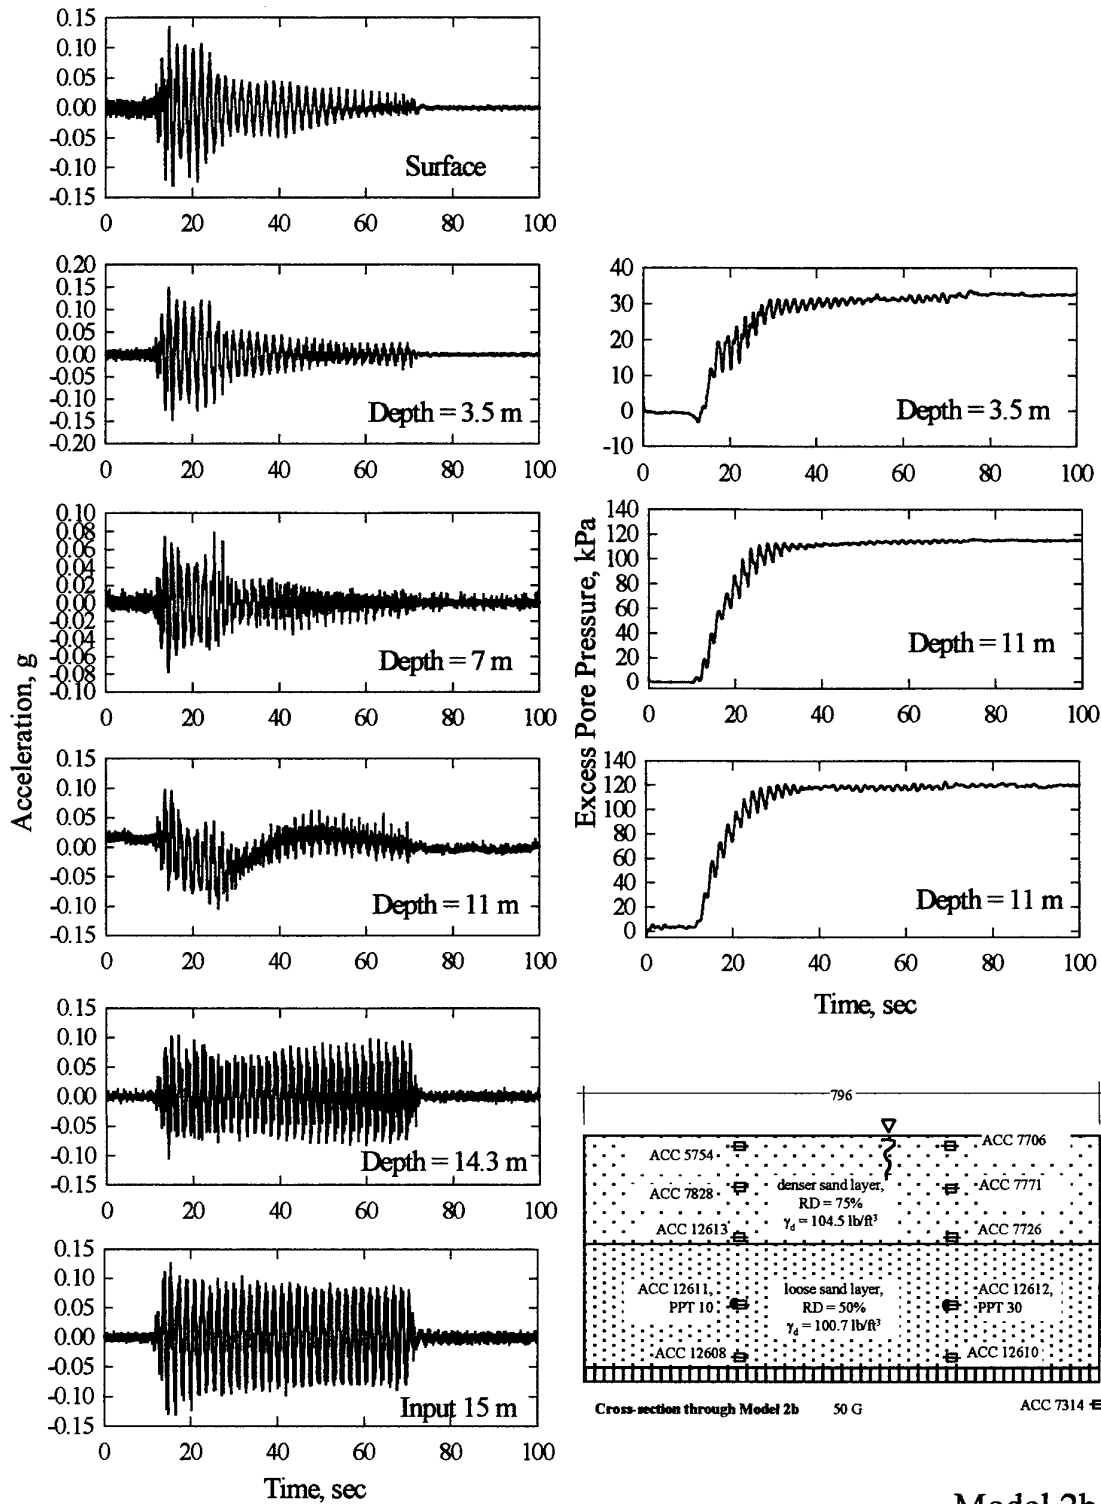 0.15
0.10
0.05
0.00
-0.05
-0.10
-0.15
Surface
0 20 40 60 80 100
0.20
0.15
0.10
0.05
0.00
-0.05
-0.10
-0.15
-0.20
Depth = 3.5 m
0 20 40 60 80 100
0.10
0.08
0.06
0.04
0.02
0.00
-0.02
-0.04
-0.06
-0.08
-0.10
Depth = 7 m
0 20 40 60 80 100
Acceleration, g
0.15
0.10
0.05
0.00
-0.05
-0.10
-0.15
Depth = 11 m
0 20 40 60 80 100
0.15
0.10
0.05
0.00
-0.05
-0.10
-0.15
Depth = 14.3 m
0 20 40 60 80 100
0.15
0.10
0.05
0.00
-0.05
-0.10
-0.15
Input 15 m
0 20 40 60 80 100
Time, sec
40
30
20
10
0
-10
Depth = 3.5 m
0 20 40 60 80 100
Excess Pore Pressure, kPa
140
120
100
80
60
40
20
0
Depth = 11 m
0 20 40 60 80 100
140
120
100
80
60
40
20
0
Depth = 11 m
0 20 40 60 80 100
Time, sec
796
ACC 5754
ACC 7706
ACC 7828
denser sand layer,
RD = 75%
γd = 104.5 lb/ft³
ACC 7771
ACC 12613
ACC 7726
ACC 12611,
PPT 10
loose sand layer,
RD = 50%
γd = 100.7 lb/ft³
ACC 12612,
PPT 30
ACC 12608
ACC 12610
Cross-section through Model 2b 50 G
ACC 7314
Model 2b